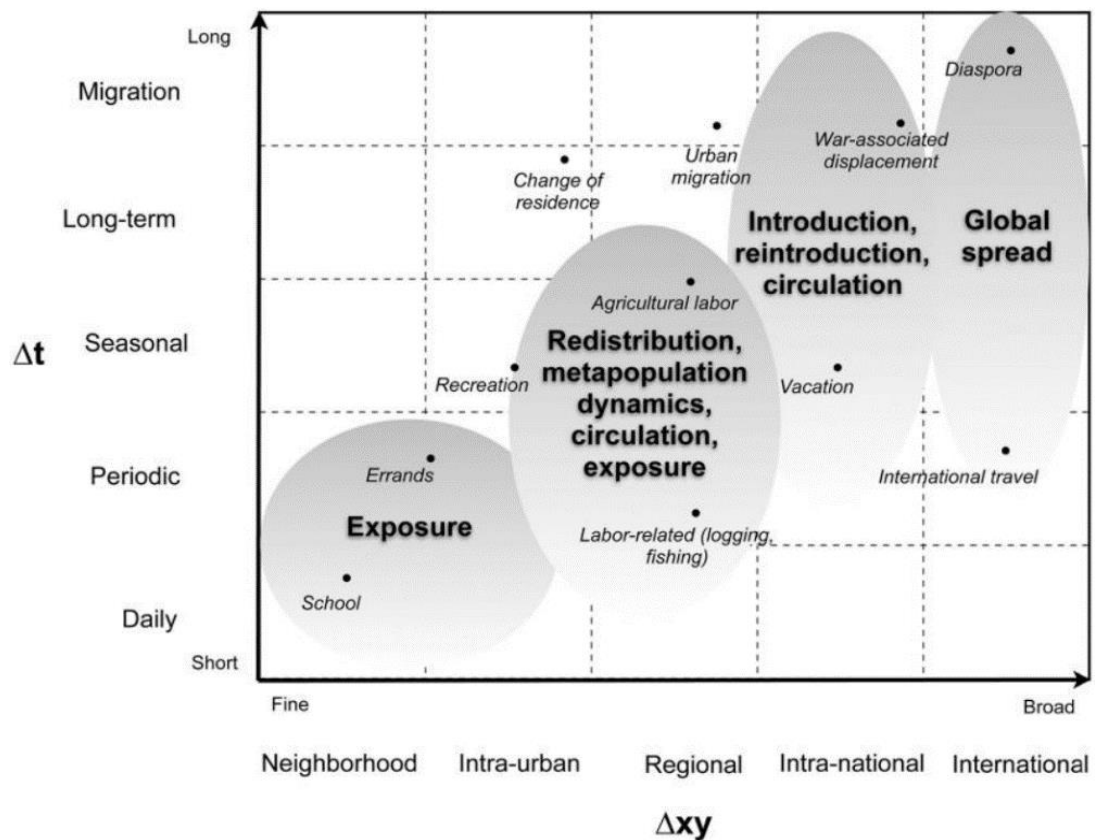 Long
Migration
Diaspora
Urban
migration
War-associated
displacement
Change of
residence
Long-term
Introduction,
reintroduction,
circulation
Global
spread
Agricultural labor
Δt
Seasonal
Redistribution,
metapopulation
dynamics,
circulation,
exposure
Recreation
Vacation
Periodic
Errands
International travel
Exposure
Labor-related (logging,
fishing)
School
Daily
Short
Fine
Broad
Neighborhood
Intra-urban
Regional
Intra-national
International
Δxy